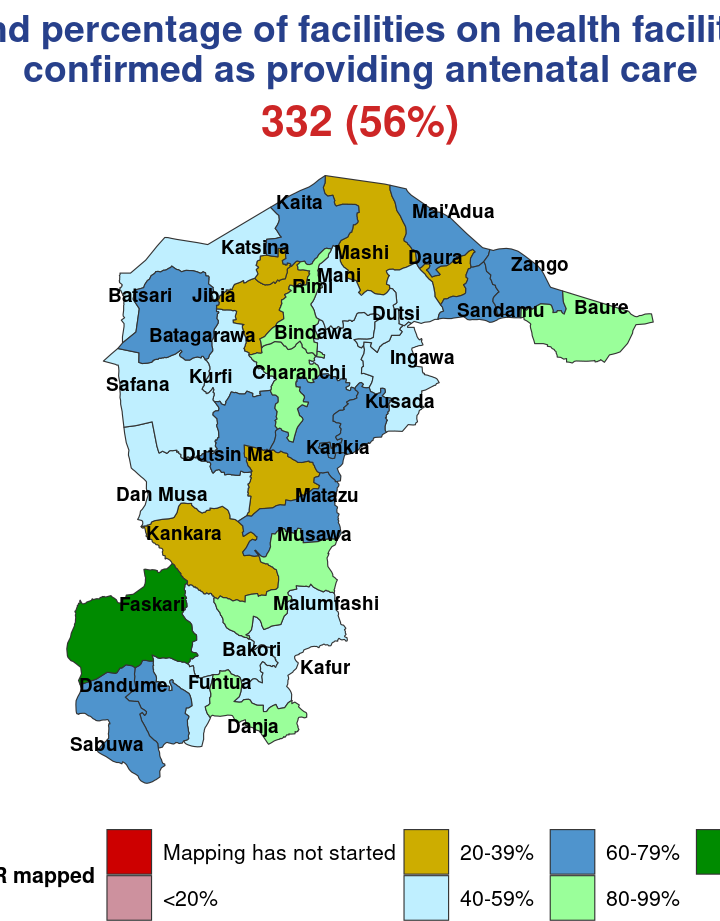 percentage of facilities on health
confirmed as providing antenatal care
332 (56%)
Kaita
Mai'Adua
Katsina
Mashi
Daura
Zango
Mani
Rimi
Batsari
Jibia
Sandamu
Baure
Dutsi
Batagarawa
Bindawa
Ingawa
Safana
Kurfi
Charanchi
Kusada
Dutsin Ma
Kankia
Dan Musa
Matazu
Kankara
Musawa
Faskari
Malumfashi
Bakori
Kafur
Dandume
Funtua
Danja
Sabuwa
R mapped
Mapping has not started
20-39%
60-79%
<20%
40-59%
80-99%